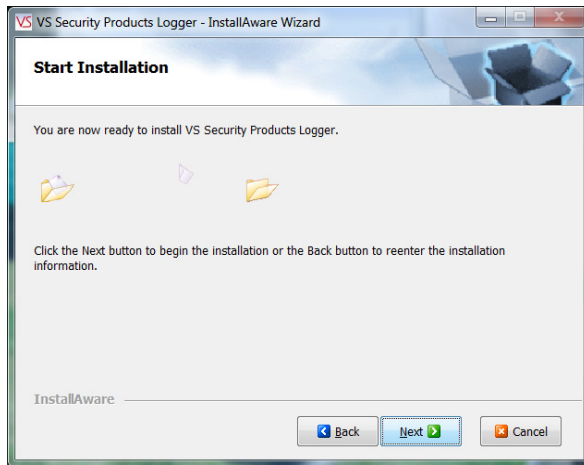 VS VS Security Products Logger - InstallAware Wizard
Start Installation
You are now ready to install VS Security Products Logger.
Click the Next button to begin the installation or the Back button to reenter the installation
information.
InstallAware
Back Next Cancel